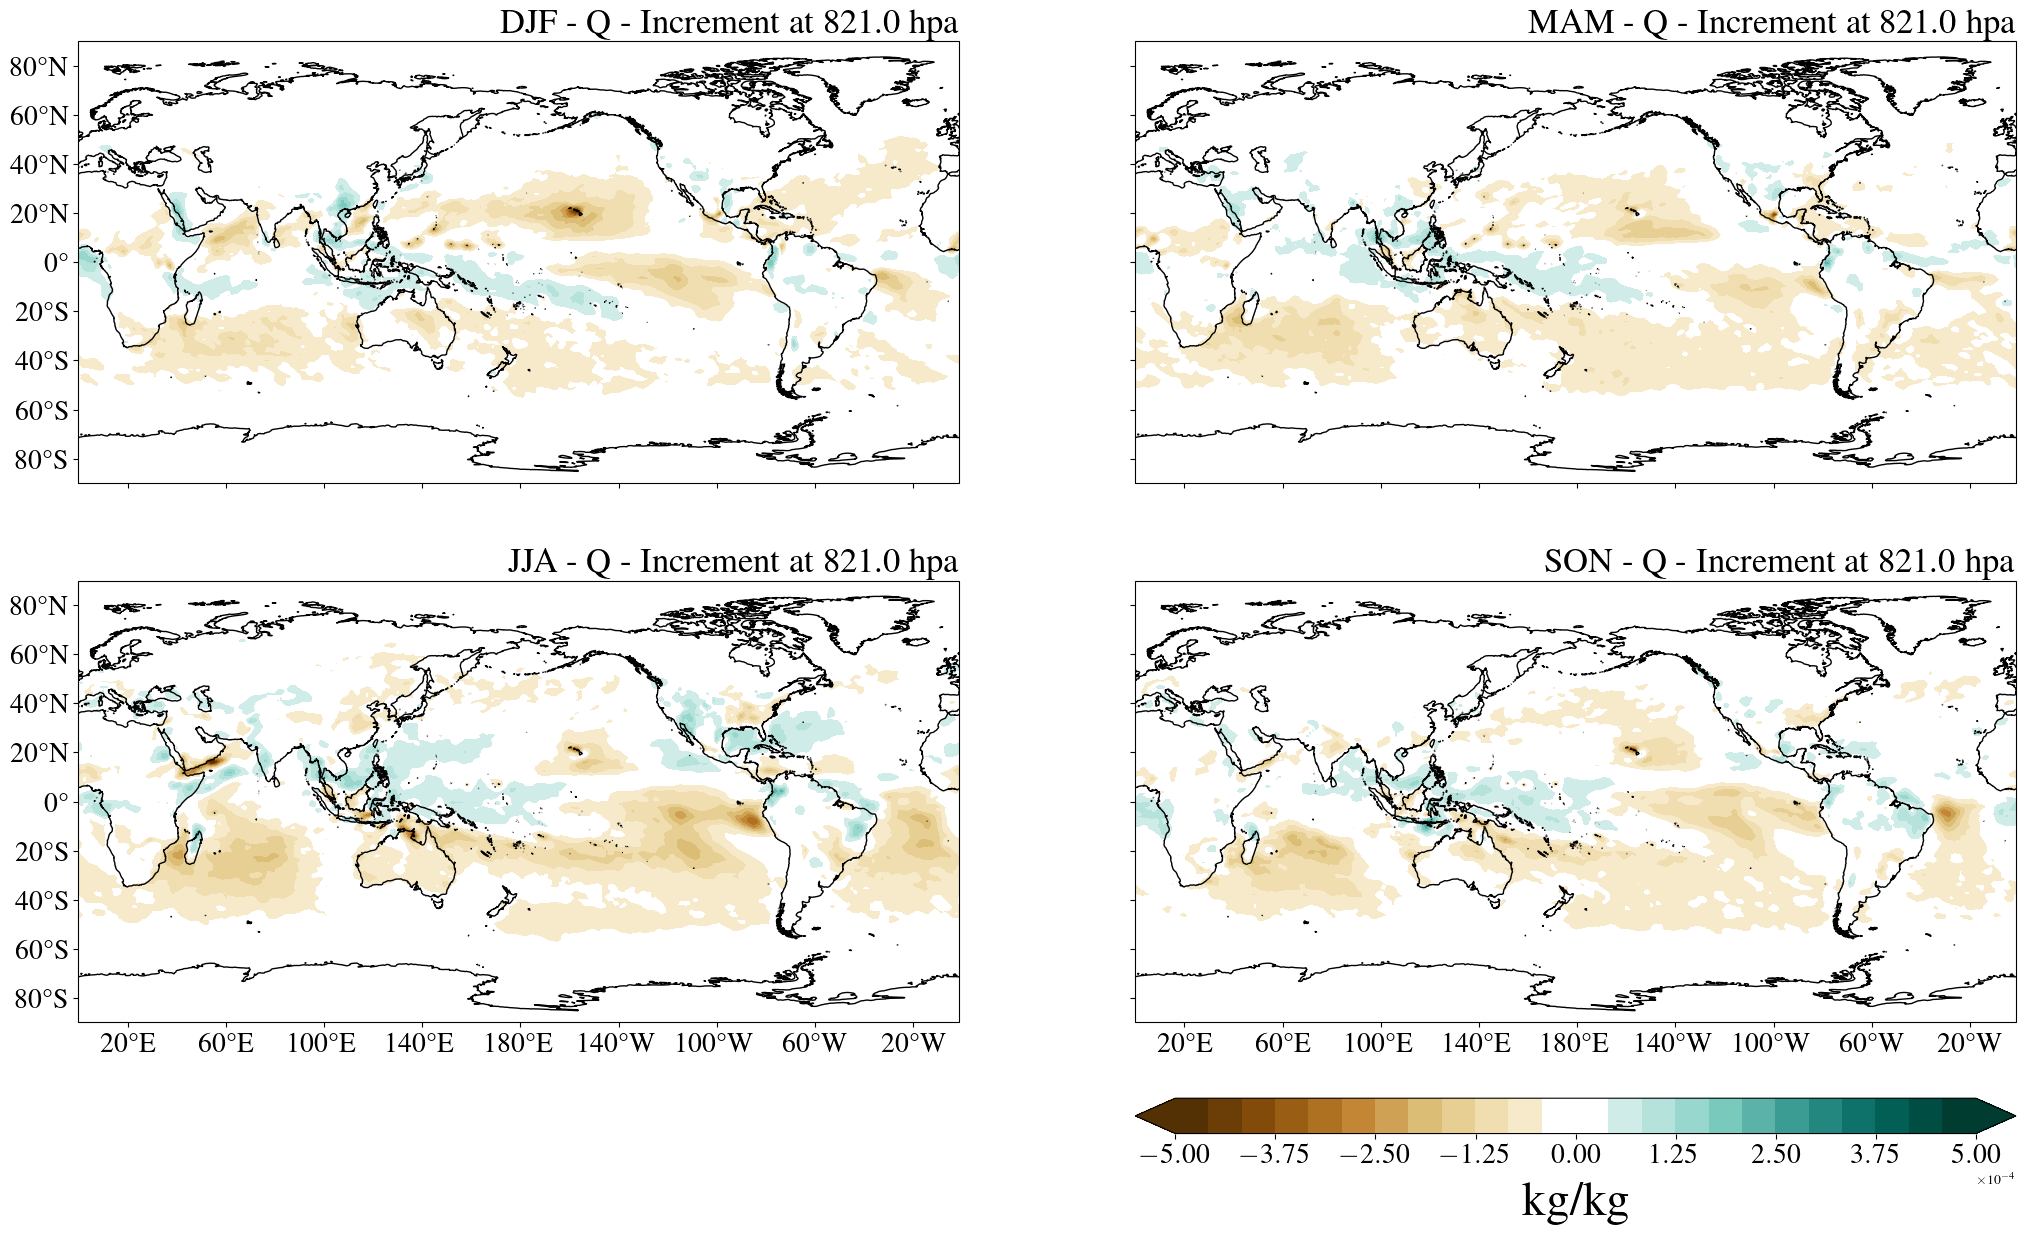 DJF - Q - Increment at 821.0 hpa
MAM - Q - Increment at 821.0 hpa
80°N
60°N
40°N
20°N
0°
20°S
40°S
60°S
80°S
JJA - Q - Increment at 821.0 hpa
SON - Q - Increment at 821.0 hpa
80°N
60°N
40°N
20°N
0°
20°S
40°S
60°S
80°S
20°E 60°E 100°E 140°E 180°E 140°W 100°W 60°W 20°W
20°E 60°E 100°E 140°E 180°E 140°W 100°W 60°W 20°W
−5.00 −3.75 −2.50 −1.25 0.00 1.25 2.50 3.75 5.00
×10⁻⁴
kg/kg